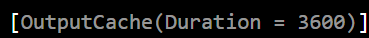 [OutputCache(Duration = 3600)]